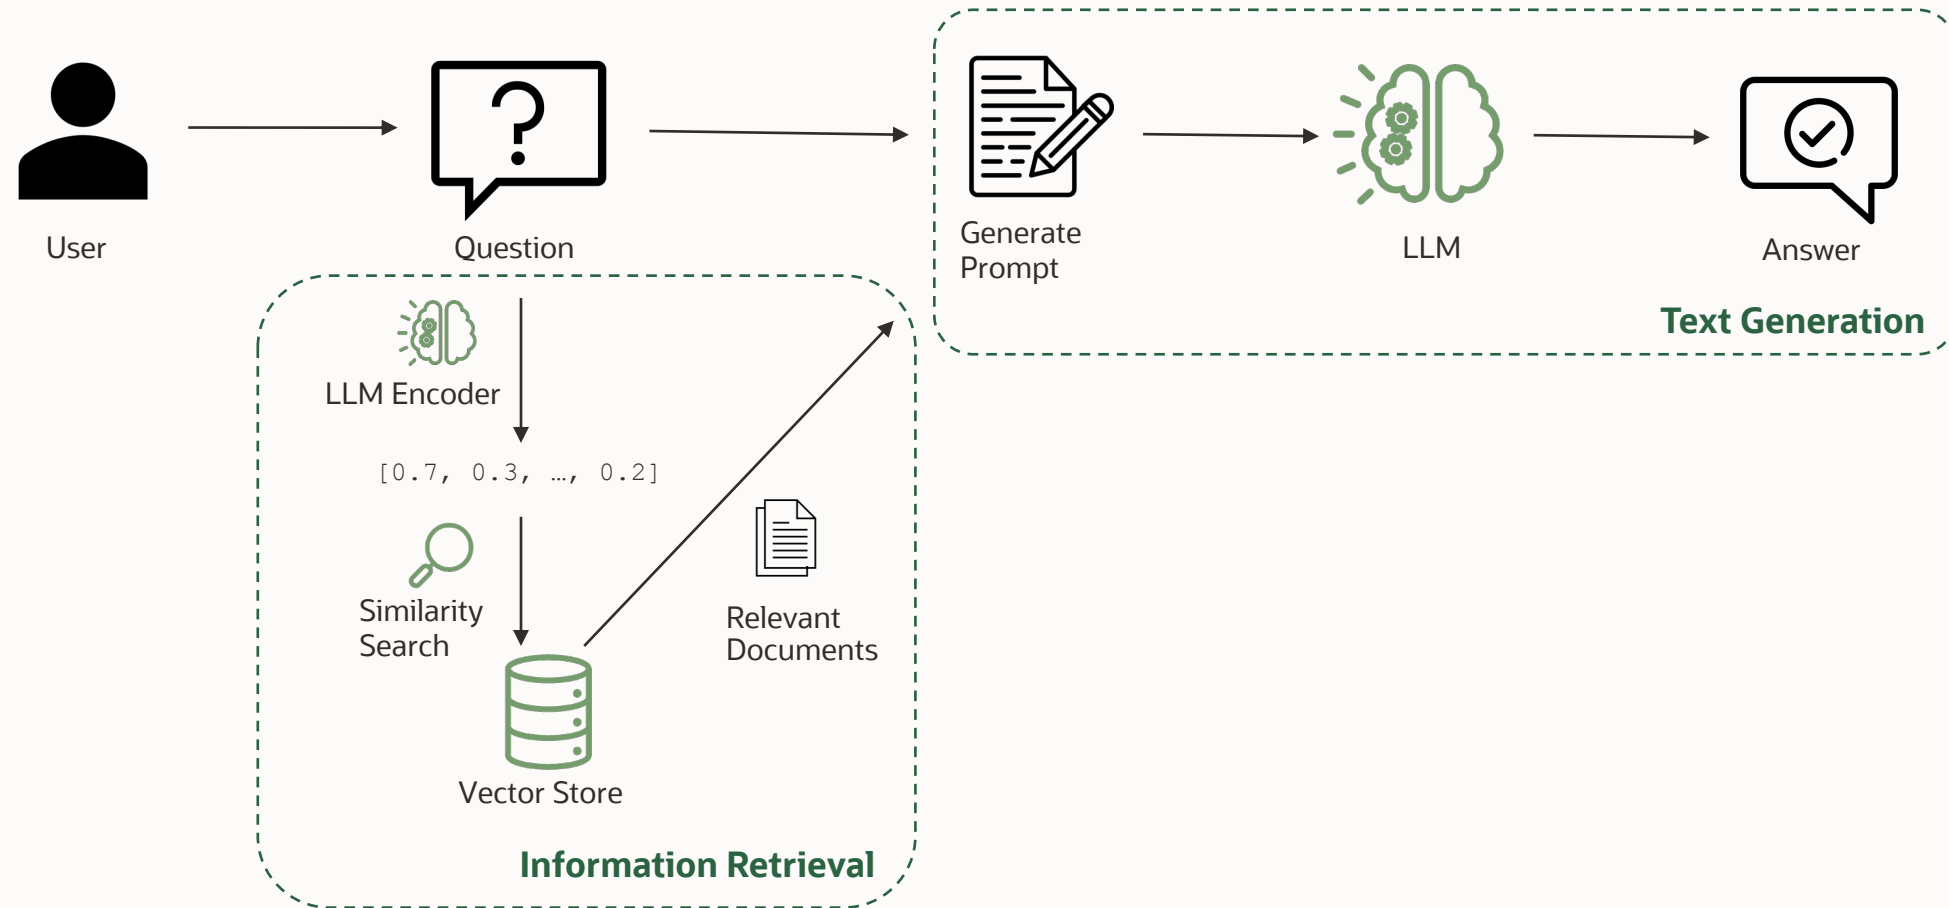 User
Question
Generate
Prompt
LLM
Answer
Text Generation
LLM Encoder
[0.7, 0.3, …, 0.2]
Similarity
Search
Relevant
Documents
Vector Store
Information Retrieval